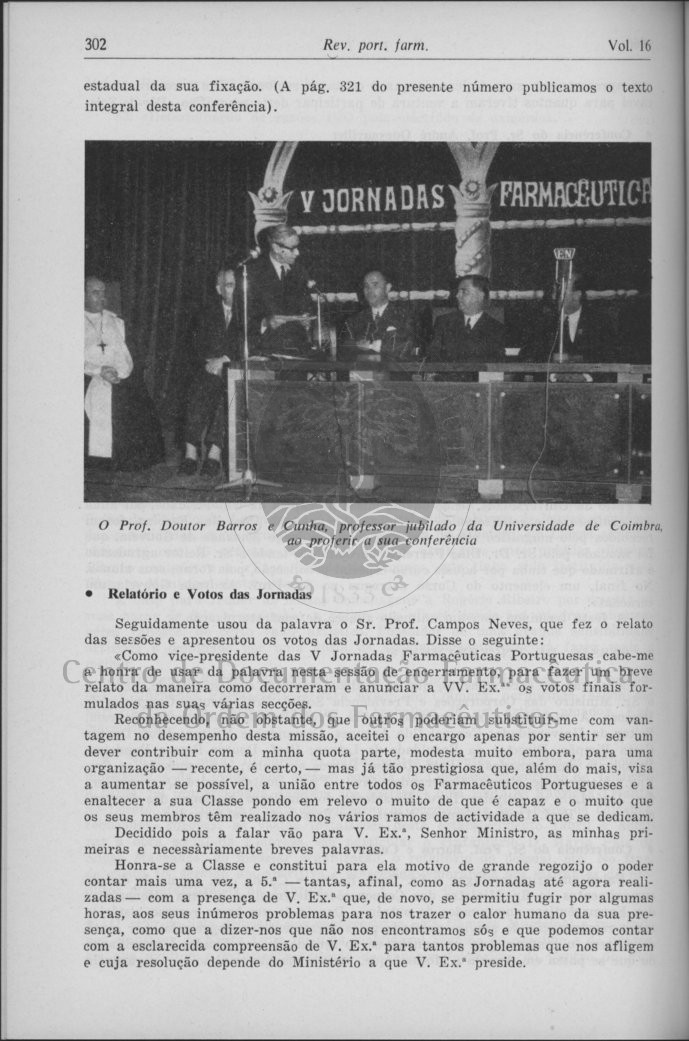 302 Rev. port. farm. Vol. 16
estadual da sua fixação. (A pág. 321 do presente número publicamos o texto
integral desta conferência).
V JORNADAS FARMACÊUTICA
EN
O Prof. Doutor Barros e Cunha, professor jubilado da Universidade de Coimbra,
ao proferir a sua conferência
1835
• Relatório e Votos das Jornadas
Seguidamente usou da palavra o Sr. Prof. Campos Neves, que fez o relato
das sessões e apresentou os votos das Jornadas. Disse o seguinte:
«Como vice-presidente das V Jornadas Farmacêuticas Portuguesas cabe-me
a honra de usar da palavra nesta sessão de encerramento, para fazer um breve
relato da maneira como decorreram e anunciar a VV. Ex.ªˢ os votos finais for-
mulados nas suas várias secções.
Centro de Documentação Farmacêutica
da Ordem dos Farmacêuticos
Reconhecendo, não obstante, que outros poderiam substituir-me com van-
tagem no desempenho desta missão, aceitei o encargo apenas por sentir ser um
dever contribuir com a minha quota parte, modesta muito embora, para uma
organização — recente, é certo, — mas já tão prestigiosa que, além do mais, visa
a aumentar se possível, a união entre todos os Farmacêuticos Portugueses e a
enaltecer a sua Classe pondo em relevo o muito de que é capaz e o muito que
os seus membros têm realizado nos vários ramos de actividade a que se dedicam.
Decidido pois a falar vão para V. Ex.ª, Senhor Ministro, as minhas pri-
meiras e necessàriamente breves palavras.
Honra-se a Classe e constitui para ela motivo de grande regozijo o poder
contar mais uma vez, a 5.ª — tantas, afinal, como as Jornadas até agora reali-
zadas — com a presença de V. Ex.ª que, de novo, se permitiu fugir por algumas
horas, aos seus inúmeros problemas para nos trazer o calor humano da sua pre-
sença, como que a dizer-nos que não nos encontramos sós e que podemos contar
com a esclarecida compreensão de V. Ex.ª para tantos problemas que nos afligem
e cuja resolução depende do Ministério a que V. Ex.ª preside.